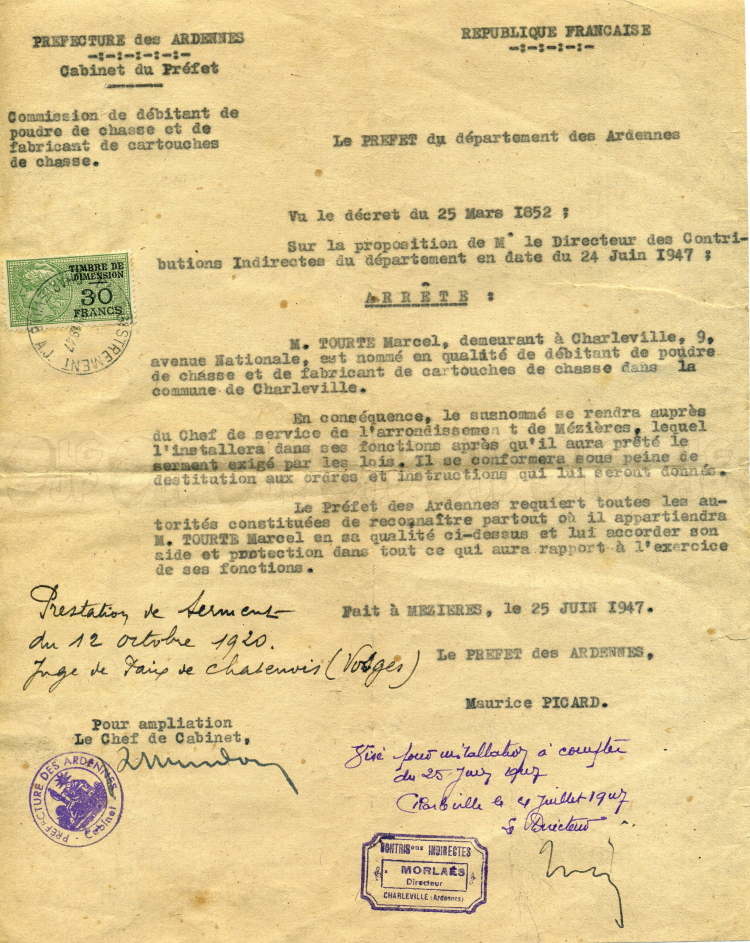 PREFECTURE des ARDENNES
-:-:-:-:-:-
Cabinet du Préfet
REPUBLIQUE FRANCAISE
-:-:-:-:-
Commission de débitant de
poudre de chasse et de
fabricant de cartouches
de chasse.
Le PREFET du département des Ardennes
Vu le décret du 25 Mars 1852 ;
Sur la proposition de M° le Directeur des Contri-
butions Indirectes du département en date du 24 Juin 1947 ;
TIMBRE DE
DIMENSION
30
FRANCS
ARRÊTE :
M. TOURTE Marcel, demeurant à Charleville, 9,
avenue Nationale, est nommé en qualité de débitant de poudre
de chasse et de fabricant de cartouches de chasse dans la
commune de Charleville.
En conséquence, le susnommé se rendra auprès
du Chef de service de l'arrondissemen t de Mézières, lequel
l'installera dans ses fonctions après qu'il aura prêté le
serment exigé par les lois. Il se conformera sous peine de
destitution aux ordres et instructions qui lui seront donnés.
Le Préfet des Ardennes requiert toutes les au-
torités constituées de reconnaître partout où il appartiendra
M. TOURTE Marcel en sa qualité ci-dessus et lui accorder son
aide et protection dans tout ce qui aura rapport à l'exercice
de ses fonctions.
Prestation de serment
du 12 octobre 1920.
Juge de Paix de Chatenois (Vosges)
Fait à MEZIERES, le 25 JUIN 1947.
Le PREFET des ARDENNES,
Maurice PICARD.
Pour ampliation
Le Chef de Cabinet,
PRÉFECTURE DES ARDENNES
Cabinet
Visé pour installation à compter
du 25 Juin 1947
Charleville le 4 Juillet 1947
Le Directeur
CONTRIBons INDIRECTES
MORLAËS
Directeur
CHARLEVILLE (Ardennes)